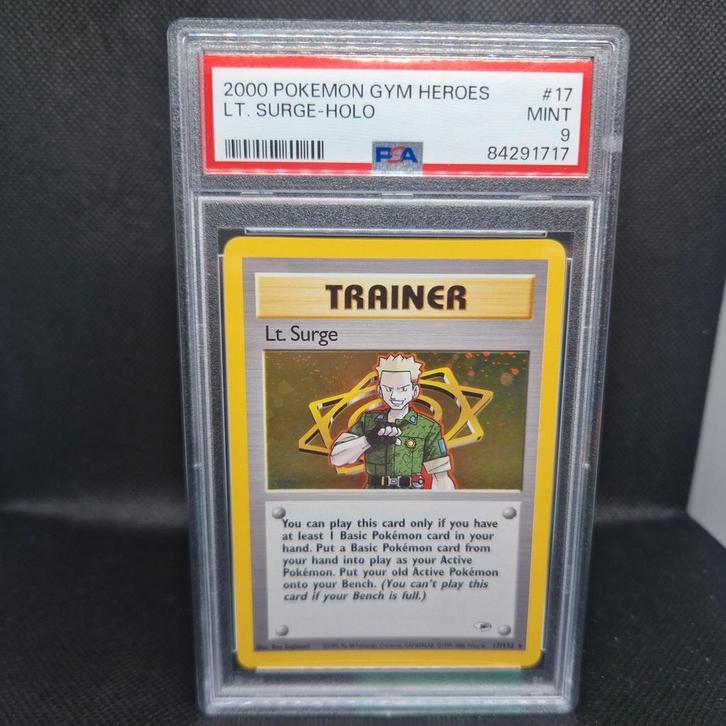 2000 POKEMON GYM HEROES #17
LT. SURGE-HOLO MINT
9
PSA 84291717
TRAINER
Lt. Surge
You can play this card only if you have
at least 1 Basic Pokémon card in your
hand. Put a Basic Pokémon card from
your hand into play as your Active
Pokémon. Put your old Active Pokémon
onto your Bench. (You can't play this
card if your Bench is full.)
17/132